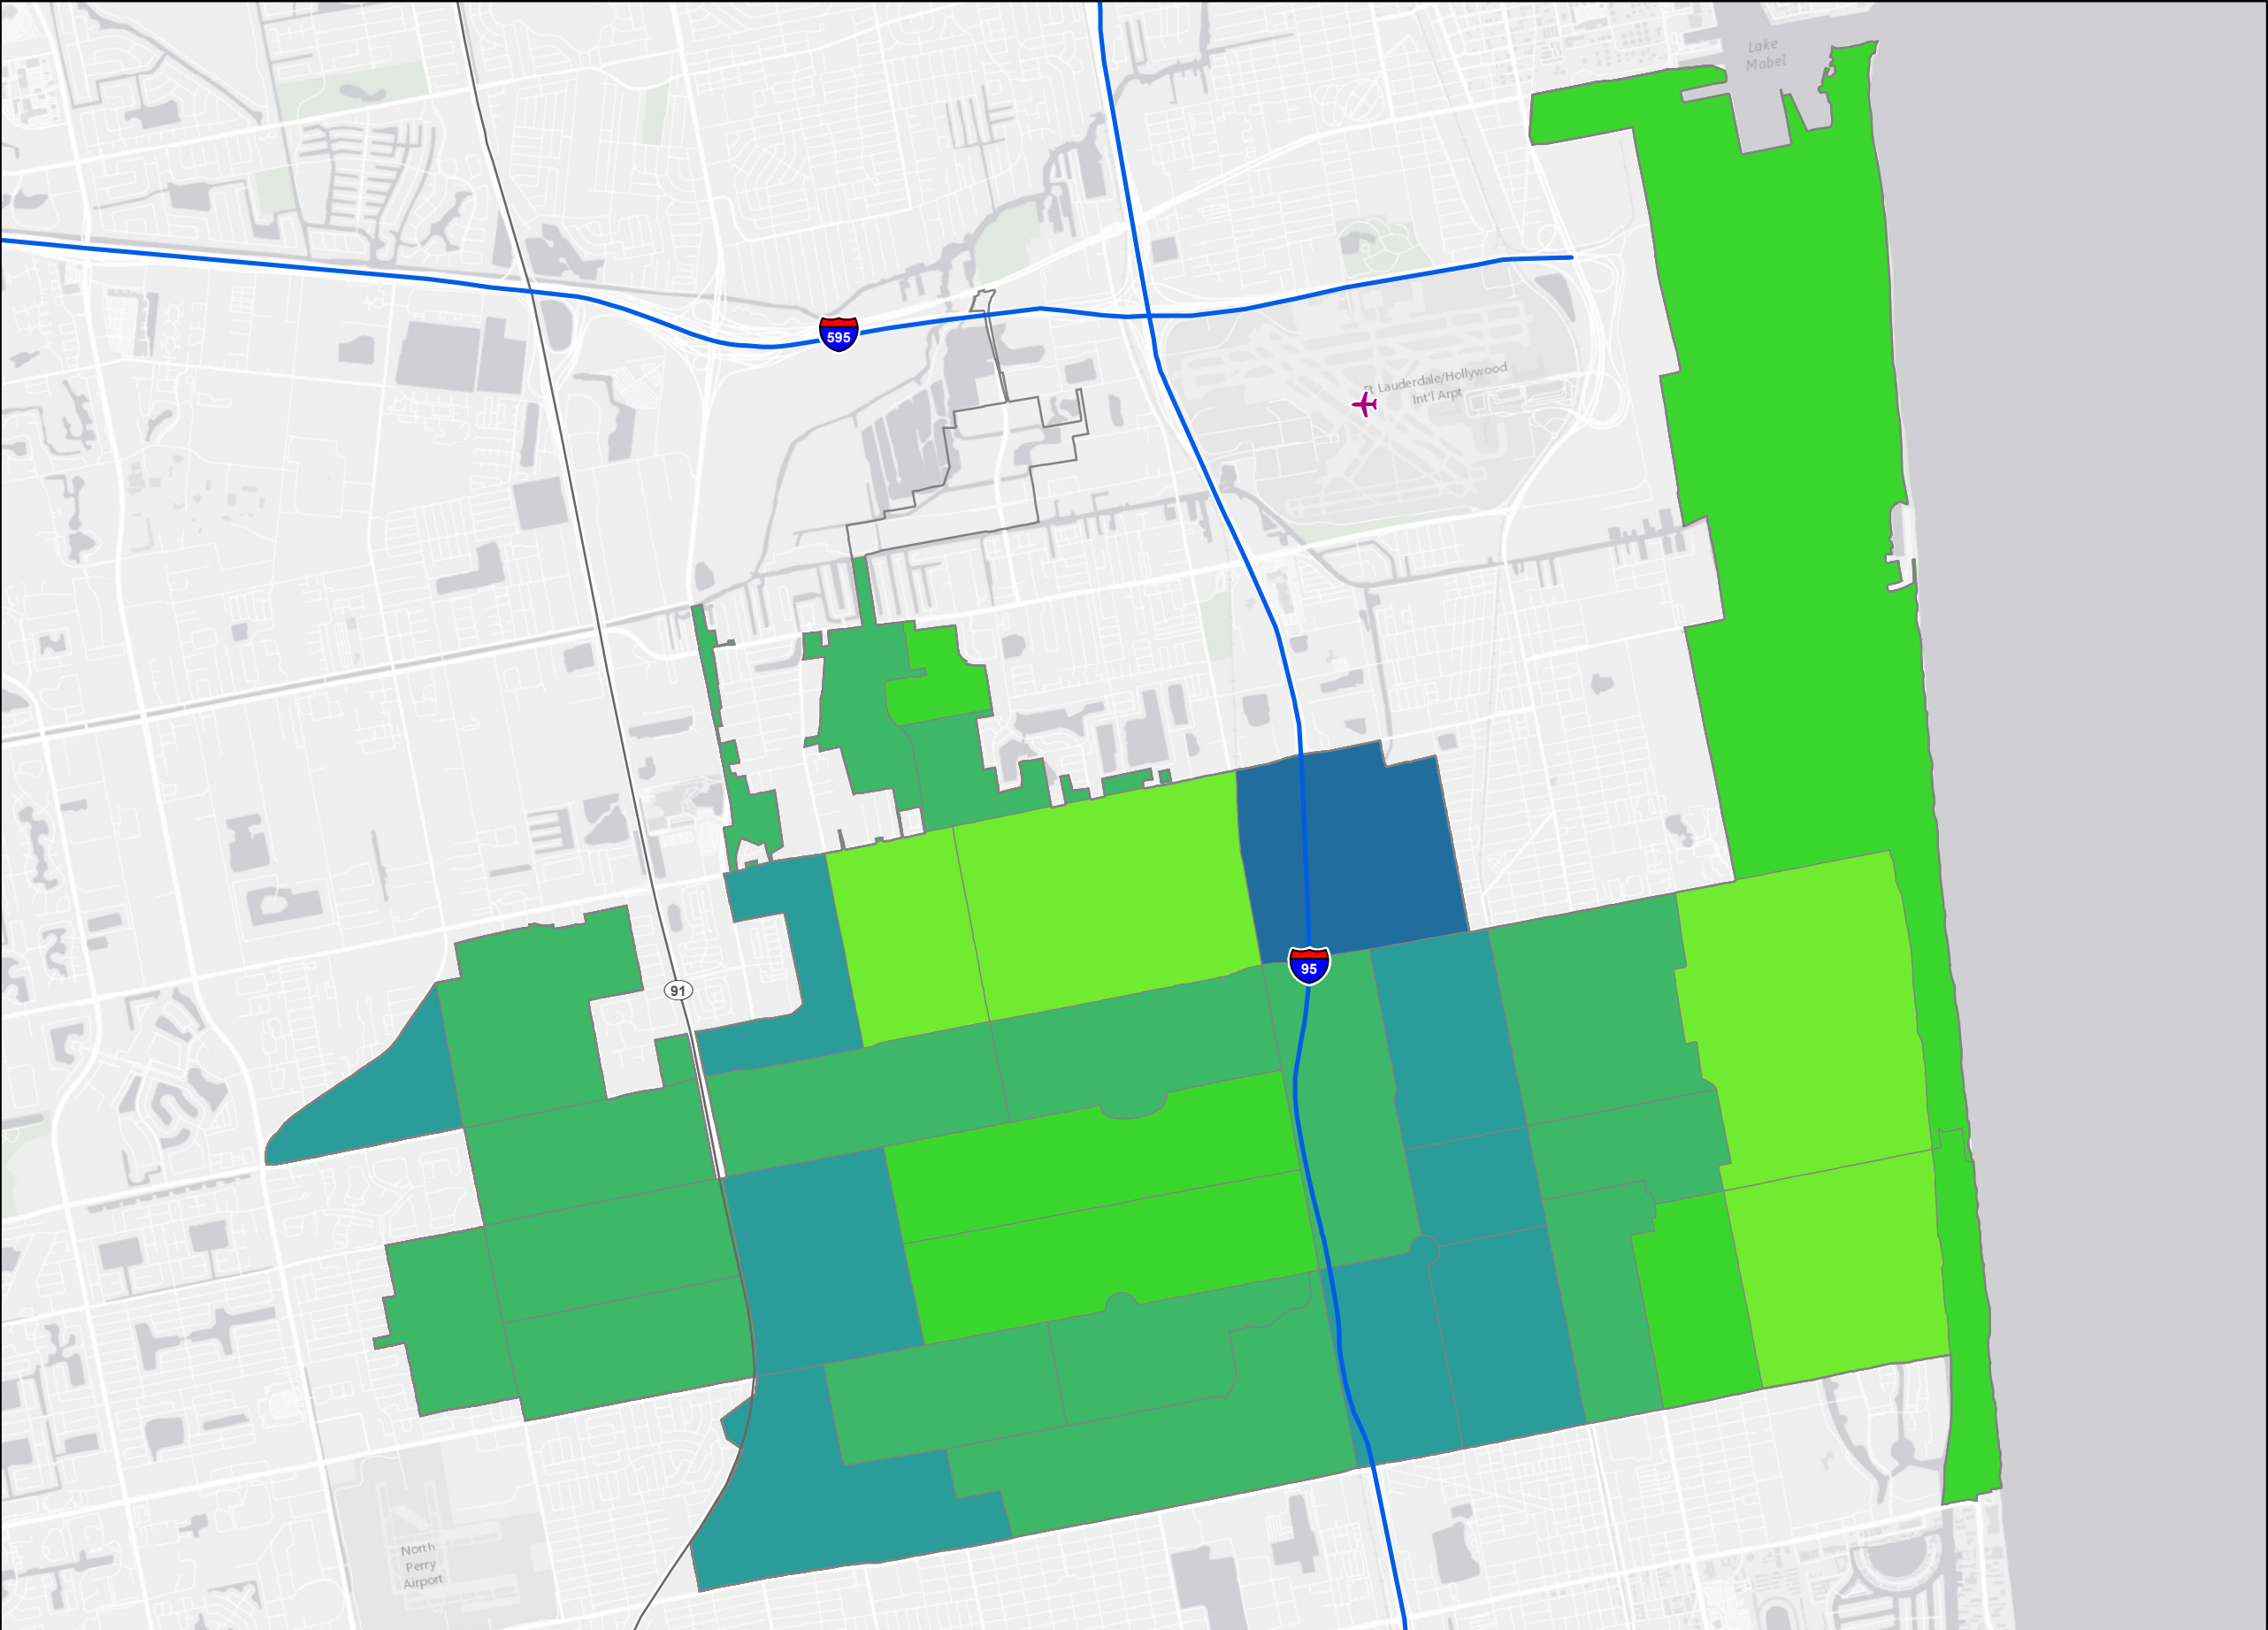 Lake
Mabel
595
Ft Lauderdale/Hollywood
Int'l Arpt
95
91
North
Perry
Airport